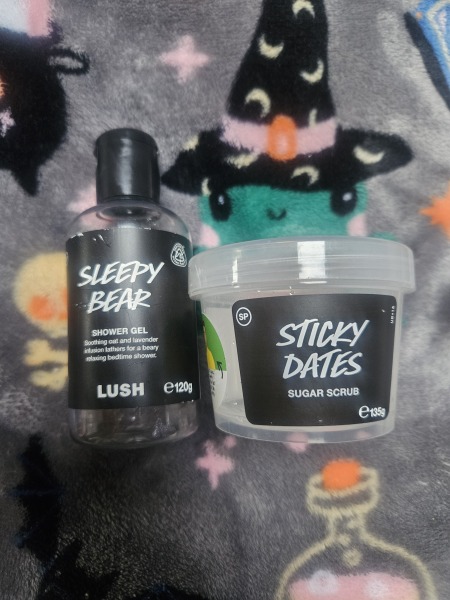 SLEEPY
BEAR
SHOWER GEL
Soothing oat and lavender
infusion lathers for a beary
relaxing bedtime shower.
LUSH
℮120g
SP
STICKY
DATES
SUGAR SCRUB
℮135g